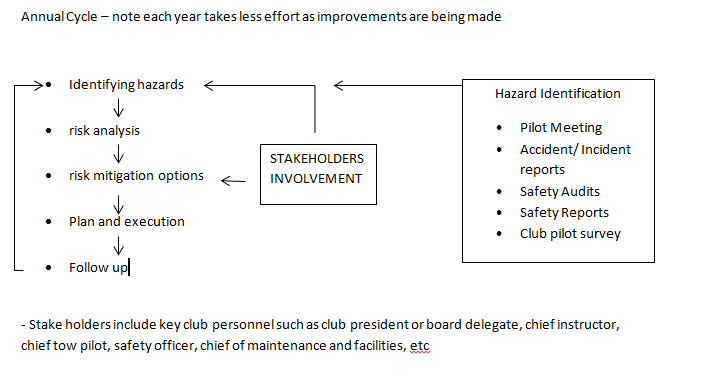 Annual Cycle – note each year takes less effort as improvements are being made
• Identifying hazards
• risk analysis
• risk mitigation options
• Plan and execution
• Follow up
STAKEHOLDERS
INVOLVEMENT
Hazard Identification
• Pilot Meeting
• Accident/ Incident
reports
• Safety Audits
• Safety Reports
• Club pilot survey
- Stake holders include key club personnel such as club president or board delegate, chief instructor,
chief tow pilot, safety officer, chief of maintenance and facilities, etc